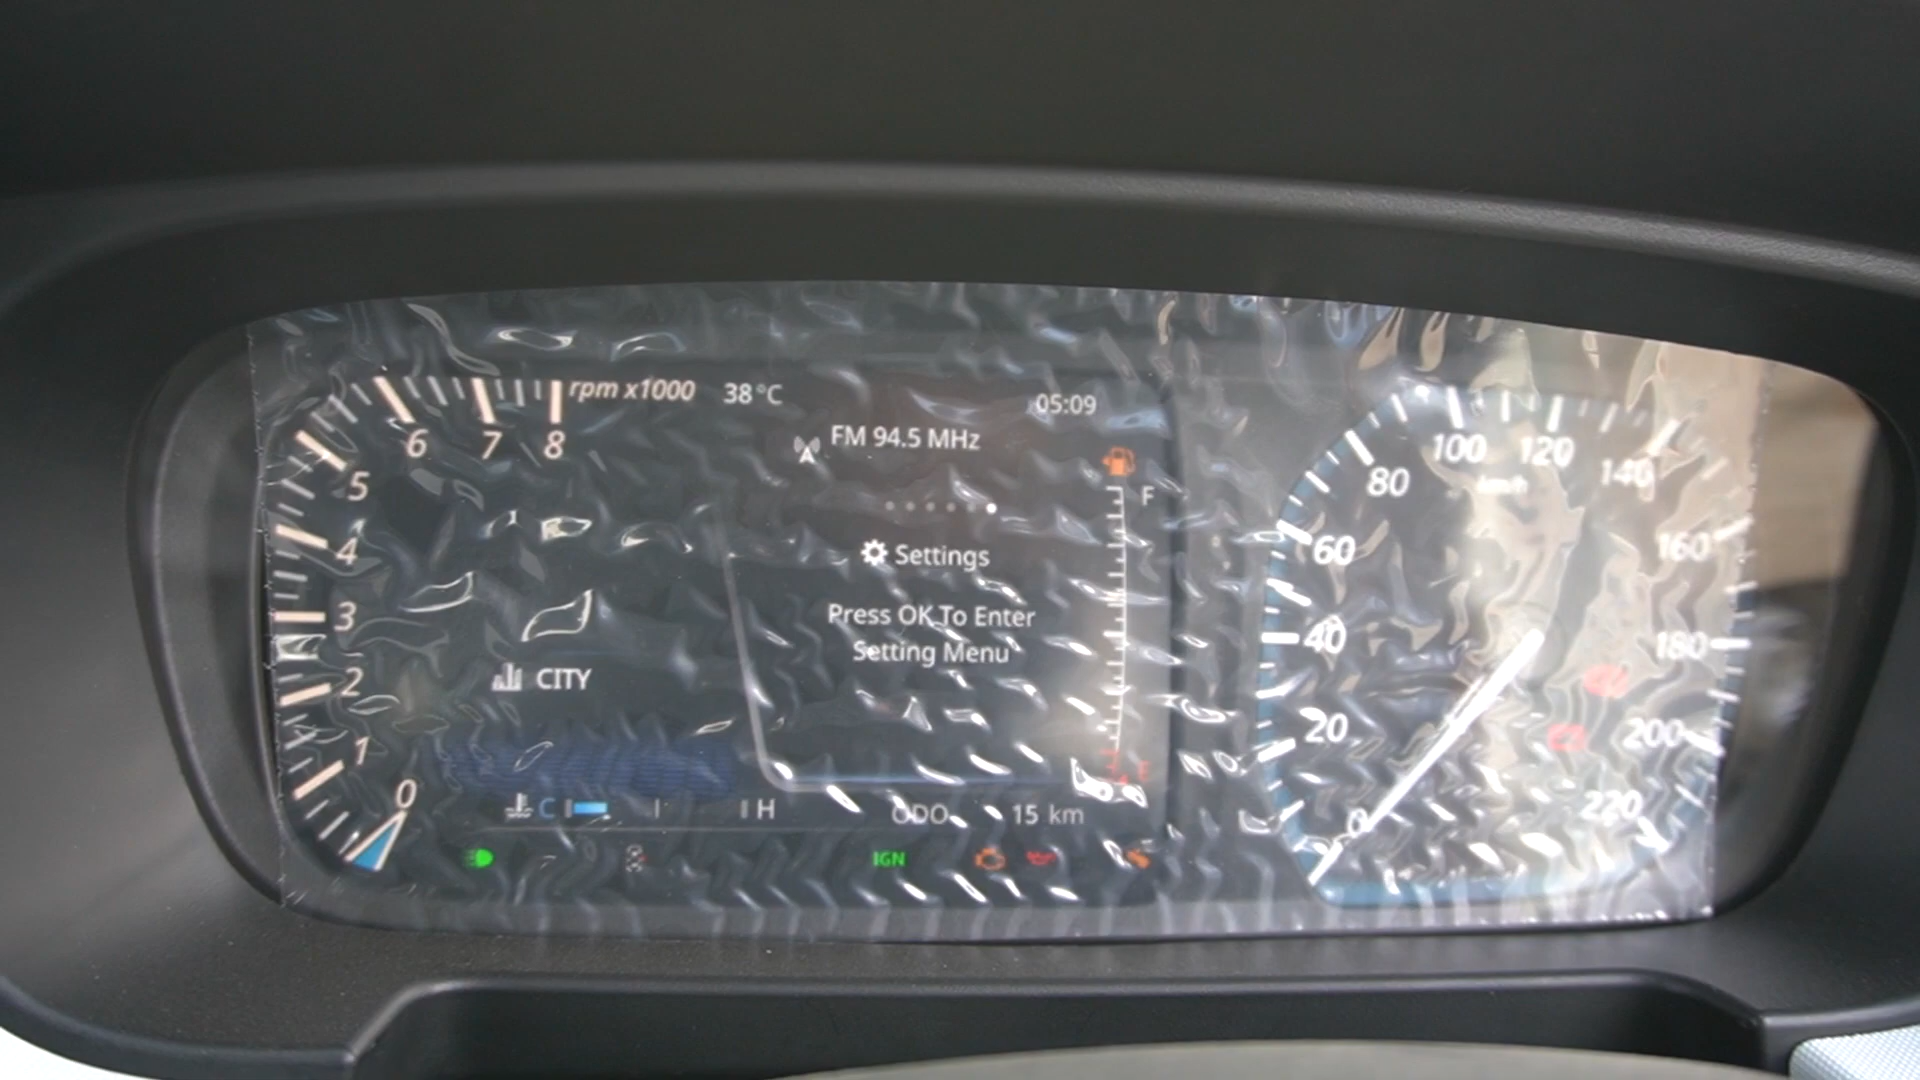 rpm x1000
38°C
05:09
FM 94.5 MHz
6
7
8
5
4
3
2
1
0
F
Settings
Press OK To Enter
Setting Menu
CITY
C
H
ODO
15 km
IGN
E
0
20
40
60
80
100
120
140
160
180
200
220
km/h